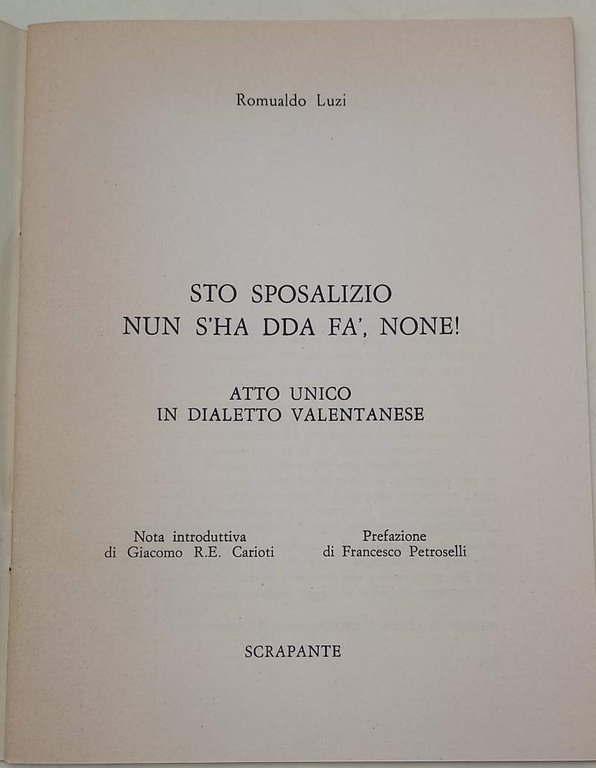 Romualdo Luzi
STO SPOSALIZIO
NUN S'HA DDA FA', NONE!
ATTO UNICO
IN DIALETTO VALENTANESE
Nota introduttiva
di Giacomo R.E. Carioti
Prefazione
di Francesco Petroselli
SCRAPANTE